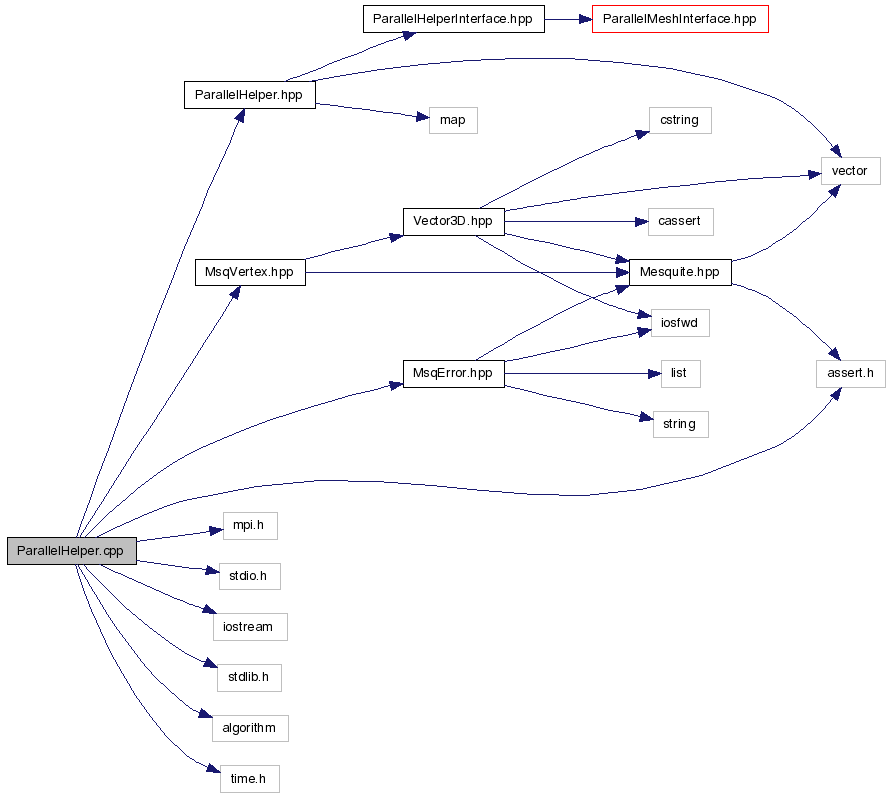 ParallelHelperInterface.hpp
ParallelMeshInterface.hpp
ParallelHelper.hpp
map
cstring
vector
Vector3D.hpp
cassert
MsqVertex.hpp
Mesquite.hpp
iosfwd
MsqError.hpp
list
assert.h
string
mpi.h
ParallelHelper.cpp
stdio.h
iostream
stdlib.h
algorithm
time.h